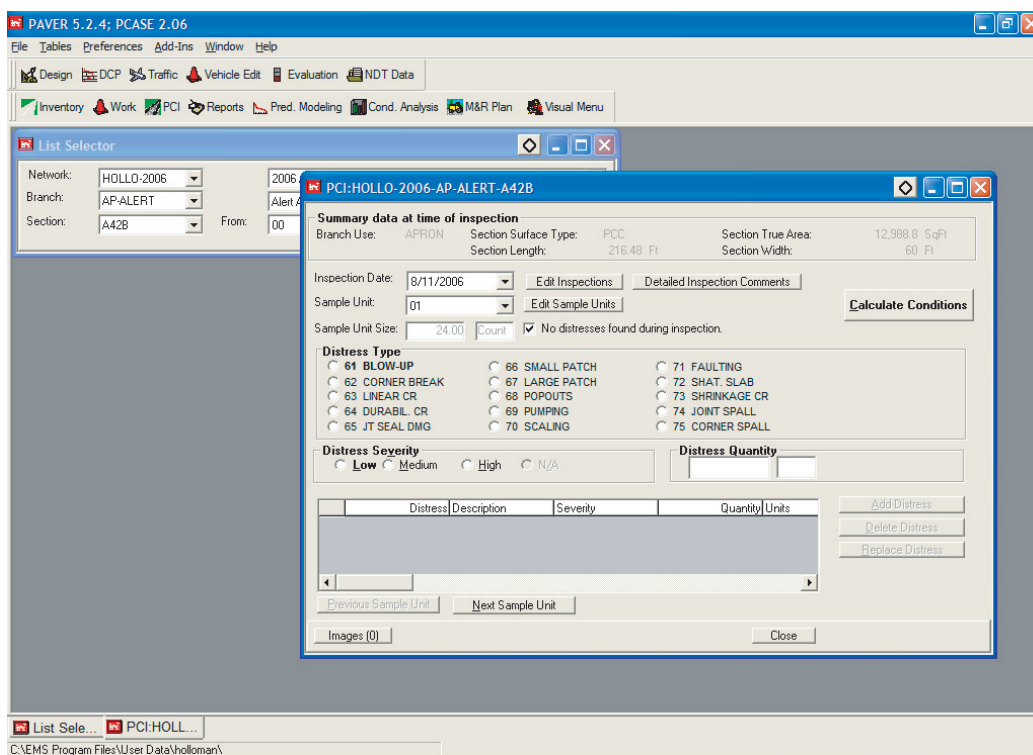 PAVER 5.2.4; PCASE 2.06
File Tables Preferences Add-Ins Window Help
Design DCP Traffic Vehicle Edit Evaluation NDT Data
Inventory Work PCI Reports Pred. Modeling Cond. Analysis M&R Plan Visual Menu
List Selector
Network: HOLLO-2006 2006
Branch: AP-ALERT Alert
Section: A42B From: 00
PCI:HOLLO-2006-AP-ALERT-A42B
Summary data at time of inspection
Branch Use: APRON Section Surface Type: PCC Section True Area: 12,988.8 SqFt
Section Length: 216.48 Ft Section Width: 60 Ft
Inspection Date: 8/11/2006 Edit Inspections Detailed Inspection Comments
Sample Unit: 01 Edit Sample Units Calculate Conditions
Sample Unit Size: 24.00 Count No distresses found during inspection.
Distress Type
61 BLOW-UP 66 SMALL PATCH 71 FAULTING
62 CORNER BREAK 67 LARGE PATCH 72 SHAT. SLAB
63 LINEAR CR 68 POPOUTS 73 SHRINKAGE CR
64 DURABIL. CR 69 PUMPING 74 JOINT SPALL
65 JT SEAL DMG 70 SCALING 75 CORNER SPALL
Distress Severity Distress Quantity
Low Medium High N/A
Distress Description Severity Quantity Units
Add Distress
Delete Distress
Replace Distress
Previous Sample Unit Next Sample Unit
Images (0) Close
List Sele... PCI:HOLL...
C:\EMS Program Files\User Data\holloman\